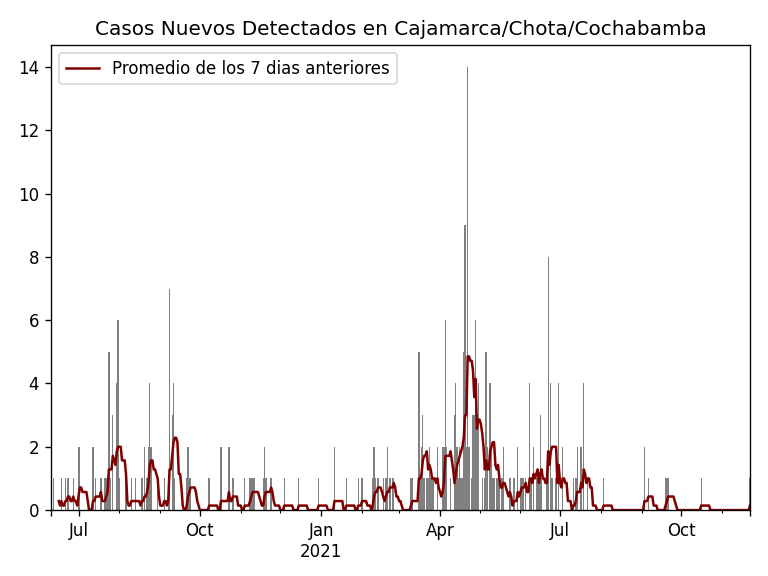 Casos Nuevos Detectados en Cajamarca/Chota/Cochabamba
Promedio de los 7 dias anteriores
14
12
10
8
6
4
2
0
Jul
Oct
Jan
2021
Apr
Jul
Oct